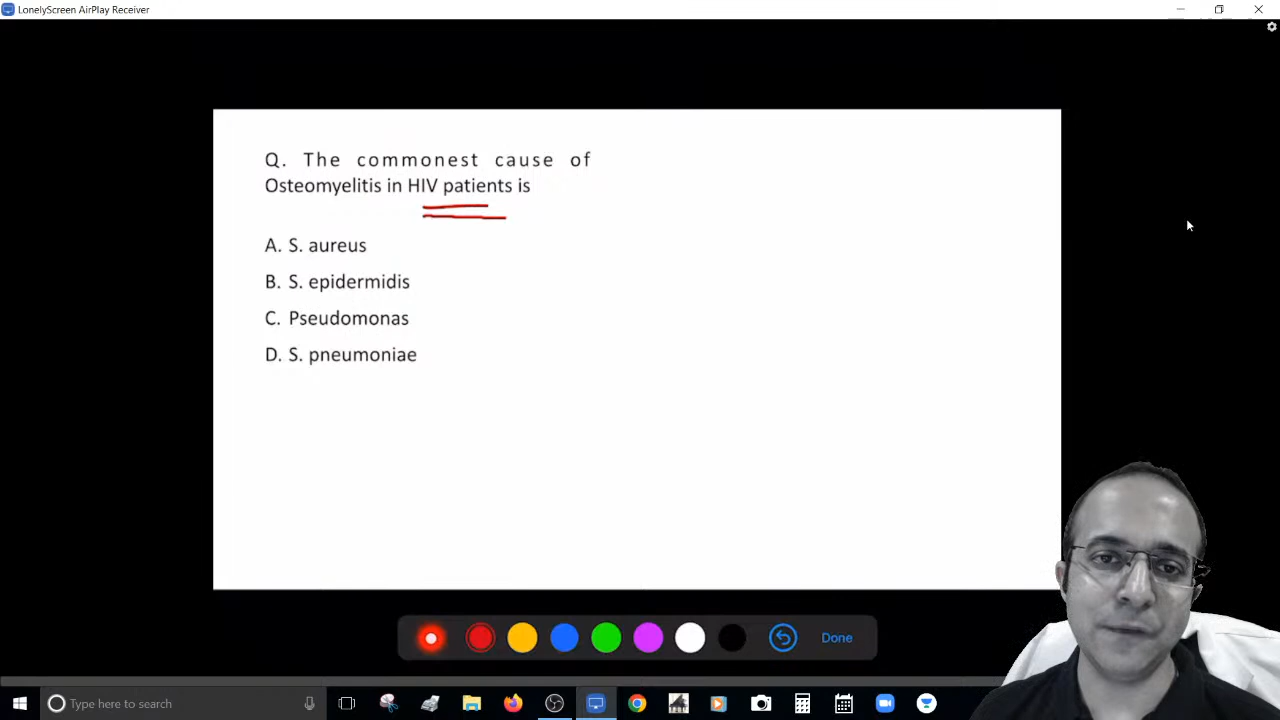 LonelyScreen AirPlay Receiver
Q. The commonest cause of
Osteomyelitis in HIV patients is
A. S. aureus
B. S. epidermidis
C. Pseudomonas
D. S. pneumoniae
Done
Type here to search